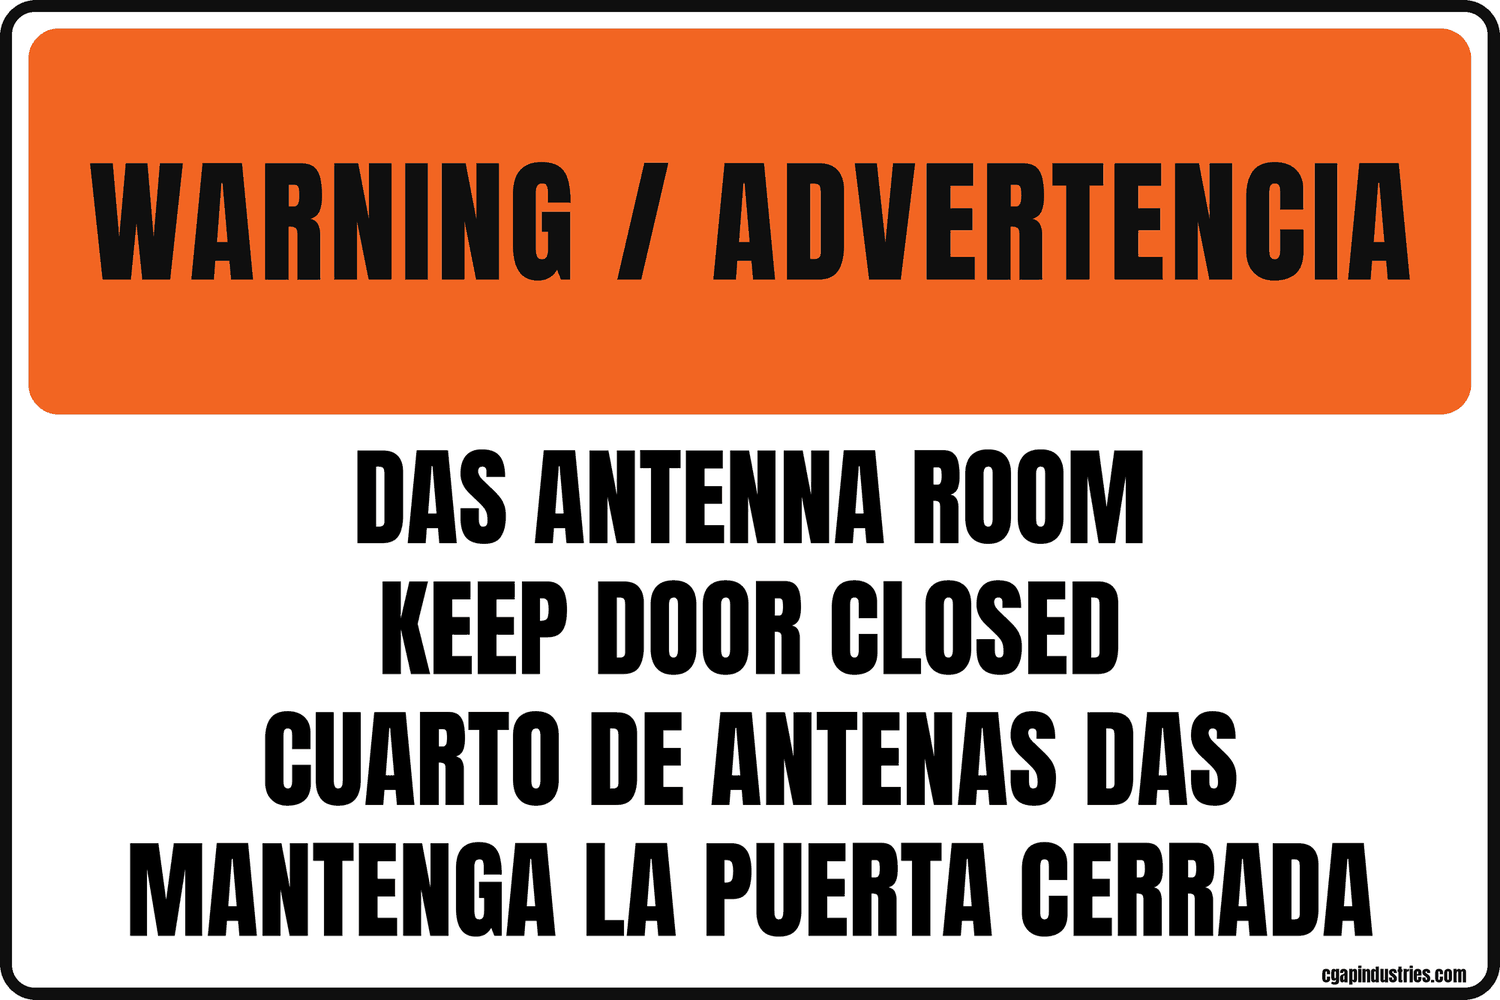 WARNING / ADVERTENCIA
DAS ANTENNA ROOM
KEEP DOOR CLOSED
CUARTO DE ANTENAS DAS
MANTENGA LA PUERTA CERRADA
cgapindustries.com